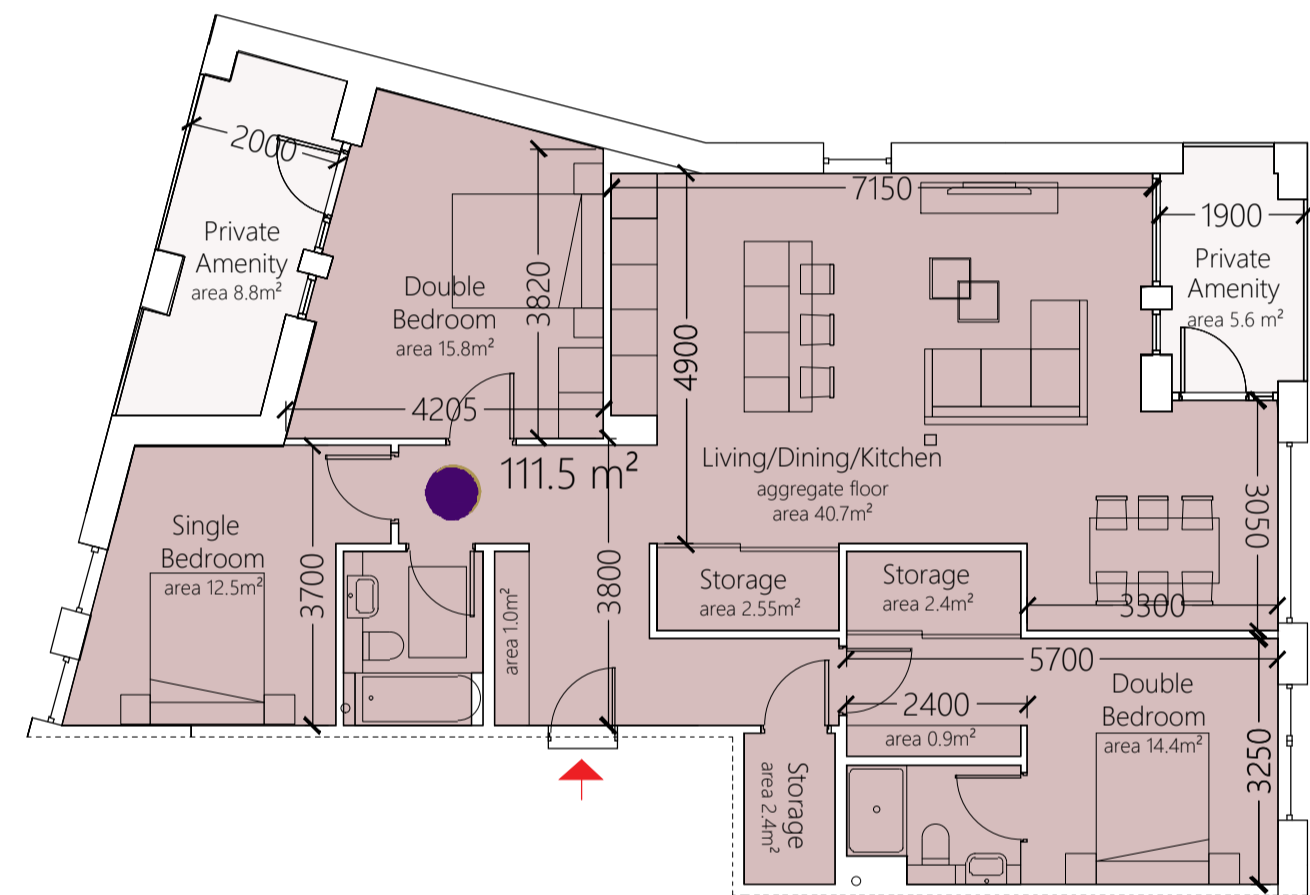 2000
Private
Amenity
area 8.8m²
Double
Bedroom
area 15.8m²
3820
4205
7150
4900
1900
Private
Amenity
area 5.6 m²
111.5 m²
Living/Dining/Kitchen
aggregate floor
area 40.7m²
3050
Single
Bedroom
area 12.5m²
3700
area 1.0m²
3800
Storage
area 2.55m²
Storage
area 2.4m²
3300
5700
2400
area 0.9m²
Double
Bedroom
area 14.4m²
3250
Storage
area 2.4m²